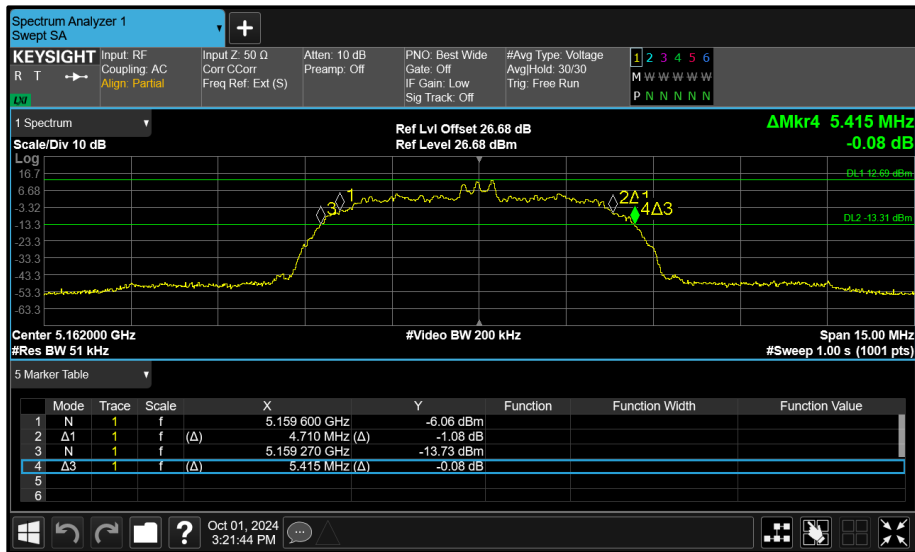 Spectrum Analyzer 1
Swept SA
KEYSIGHT
R T
LXI
Input: RF
Coupling: AC
Align: Partial
Input Z: 50 Ω
Corr CCorr
Freq Ref: Ext (S)
Atten: 10 dB
Preamp: Off
PNO: Best Wide
Gate: Off
IF Gain: Low
Sig Track: Off
#Avg Type: Voltage
Avg|Hold: 30/30
Trig: Free Run
1 2 3 4 5 6
M W W W W W
P N N N N N
1 Spectrum
Scale/Div 10 dB
Ref Lvl Offset 26.68 dB
Ref Level 26.68 dBm
ΔMkr4 5.415 MHz
-0.08 dB
Log
16.7
6.68
-3.32
-13.3
-23.3
-33.3
-43.3
-53.3
-63.3
DL1 12.69 dBm
DL2 -13.31 dBm
3
1
2Δ1
4Δ3
Center 5.162000 GHz
#Video BW 200 kHz
Span 15.00 MHz
#Res BW 51 kHz
#Sweep 1.00 s (1001 pts)
5 Marker Table
Mode Trace Scale X Y Function Function Width Function Value
1 N 1 f 5.159 600 GHz -6.06 dBm
2 Δ1 1 f (Δ) 4.710 MHz (Δ) -1.08 dB
3 N 1 f 5.159 270 GHz -13.73 dBm
4 Δ3 1 f (Δ) 5.415 MHz (Δ) -0.08 dB
5
6
?
Oct 01, 2024
3:21:44 PM